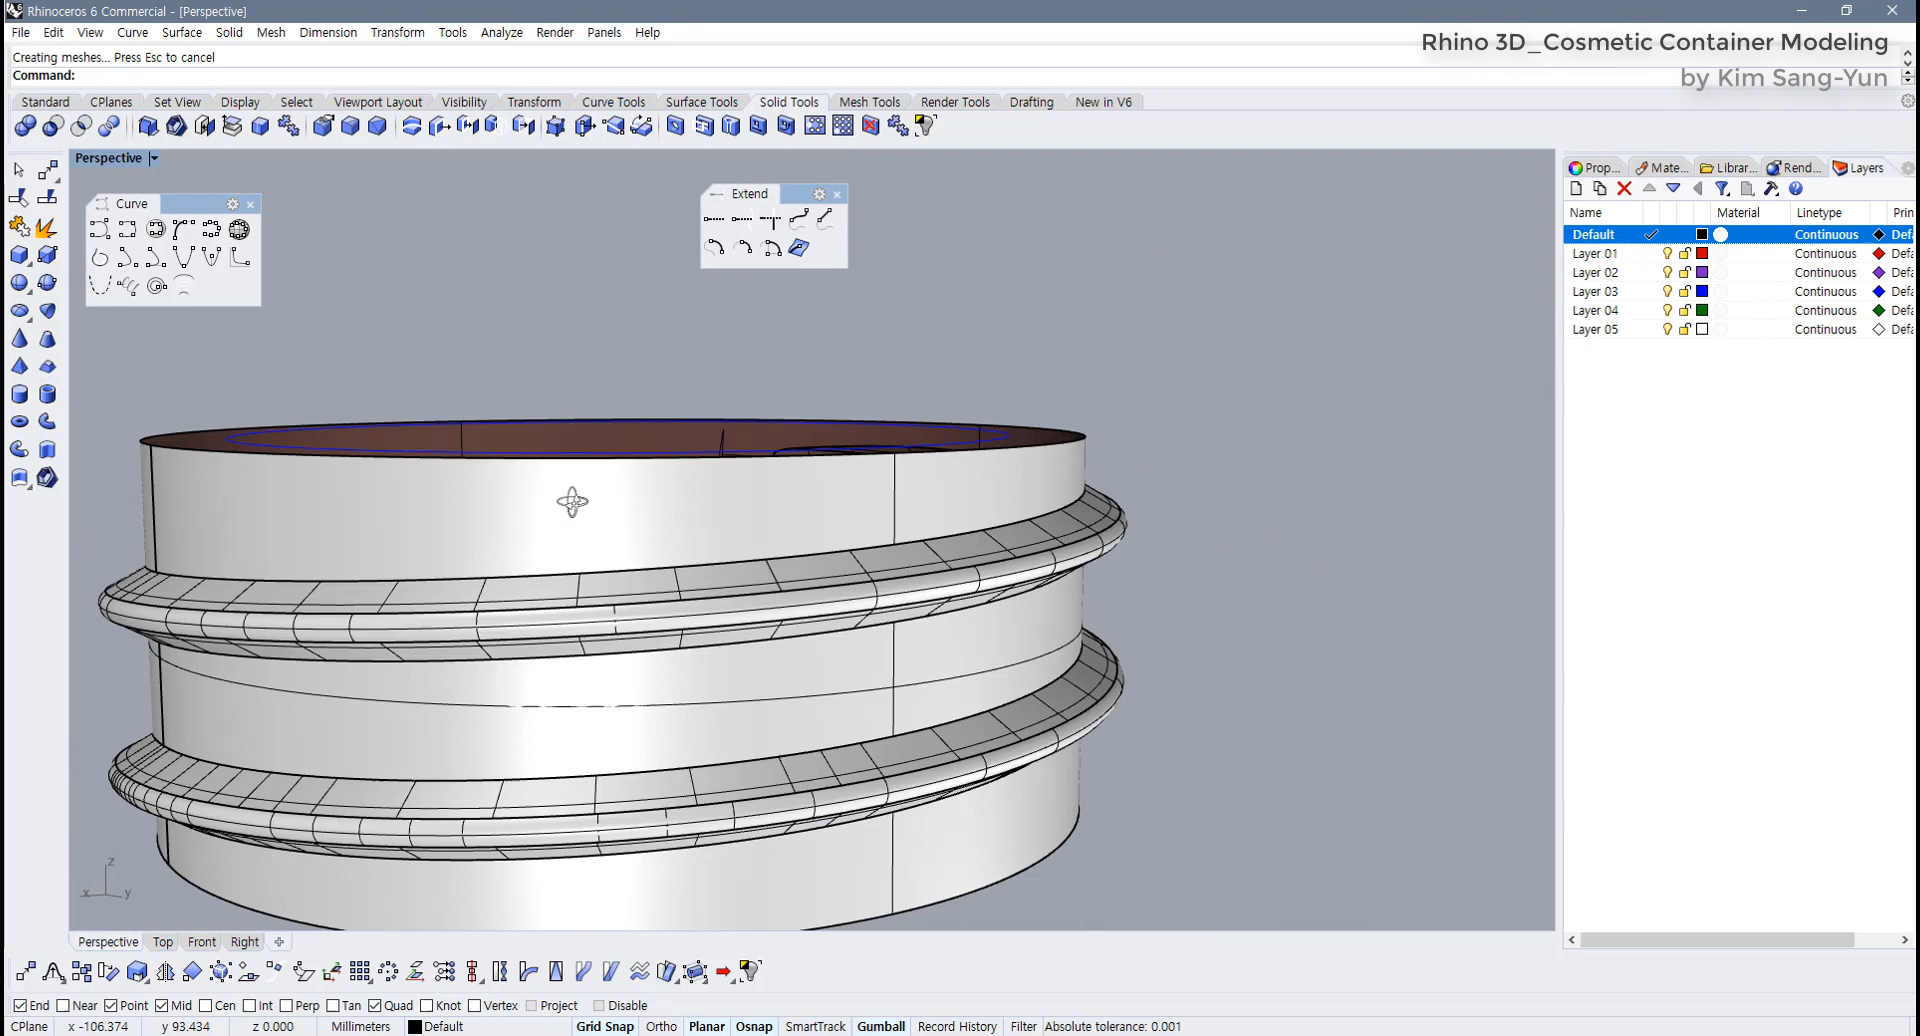 Rhinoceros 6 Commercial - [Perspective]
File Edit View Curve Surface Solid Mesh Dimension Transform Tools Analyze Render Panels Help
Rhino 3D_Cosmetic Container Modeling
by Kim Sang-Yun
Creating meshes... Press Esc to cancel
Command:
Standard CPlanes Set View Display Select Viewport Layout Visibility Transform Curve Tools Surface Tools Solid Tools Mesh Tools Render Tools Drafting New in V6
Perspective
Curve
Extend
Prop... Mate... Librar... Rend... Layers
Name Material Linetype Prin
Default Continuous Defa
Layer 01 Continuous Defa
Layer 02 Continuous Defa
Layer 03 Continuous Defa
Layer 04 Continuous Defa
Layer 05 Continuous Defa
z
x y
Perspective Top Front Right
End Near Point Mid Cen Int Perp Tan Quad Knot Vertex Project Disable
CPlane x -106.374 y 93.434 z 0.000 Millimeters Default Grid Snap Ortho Planar Osnap SmartTrack Gumball Record History Filter Absolute tolerance: 0.001